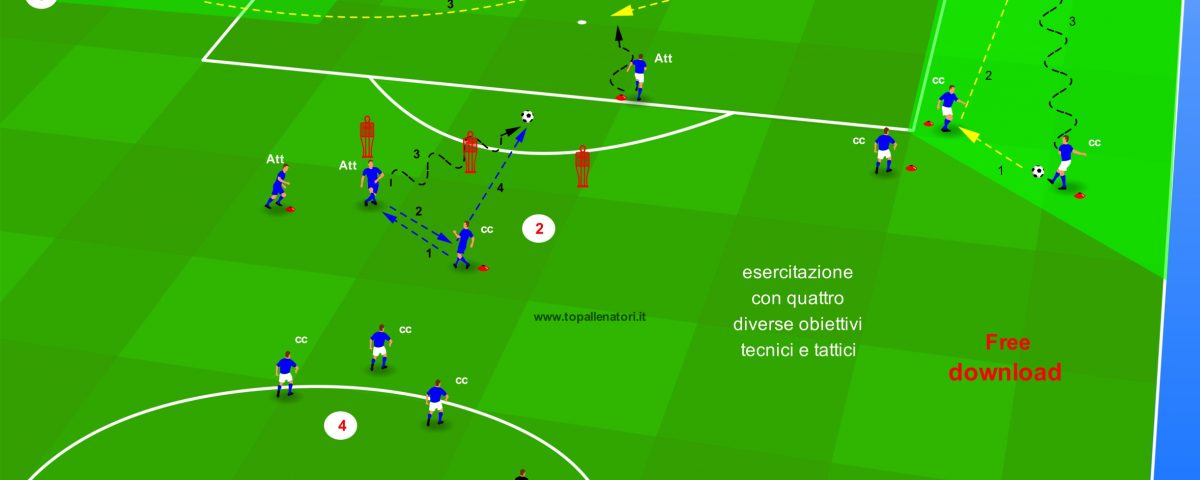 3
3
Att
cc
2
cc
cc
1
Att
Att
3
4
2
cc
1
2
esercitazione
con quattro
diverse obiettivi
tecnici e tattici
www.topallenatori.it
Free
download
cc
cc
cc
4